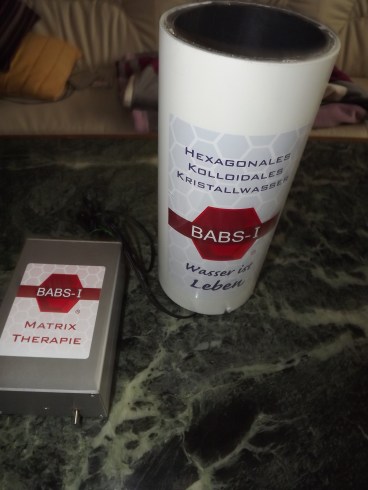 HEXAGONALES
KOLLOIDALES
KRISTALLWASSER
BABS-I
Wasser ist
Leben
BABS-I
®
MATRIX
THERAPIE